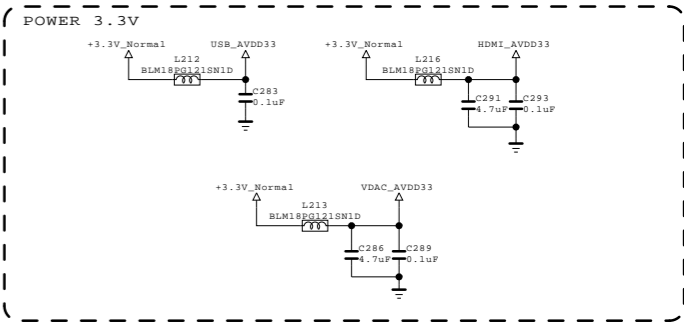 POWER 3.3V
+3.3V_Normal
USB_AVDD33
L212
BLM18PG121SN1D
C283
0.1uF
+3.3V_Normal
HDMI_AVDD33
L216
BLM18PG121SN1D
C291
4.7uF
C293
0.1uF
+3.3V_Normal
VDAC_AVDD33
L213
BLM18PG121SN1D
C286
4.7uF
C289
0.1uF